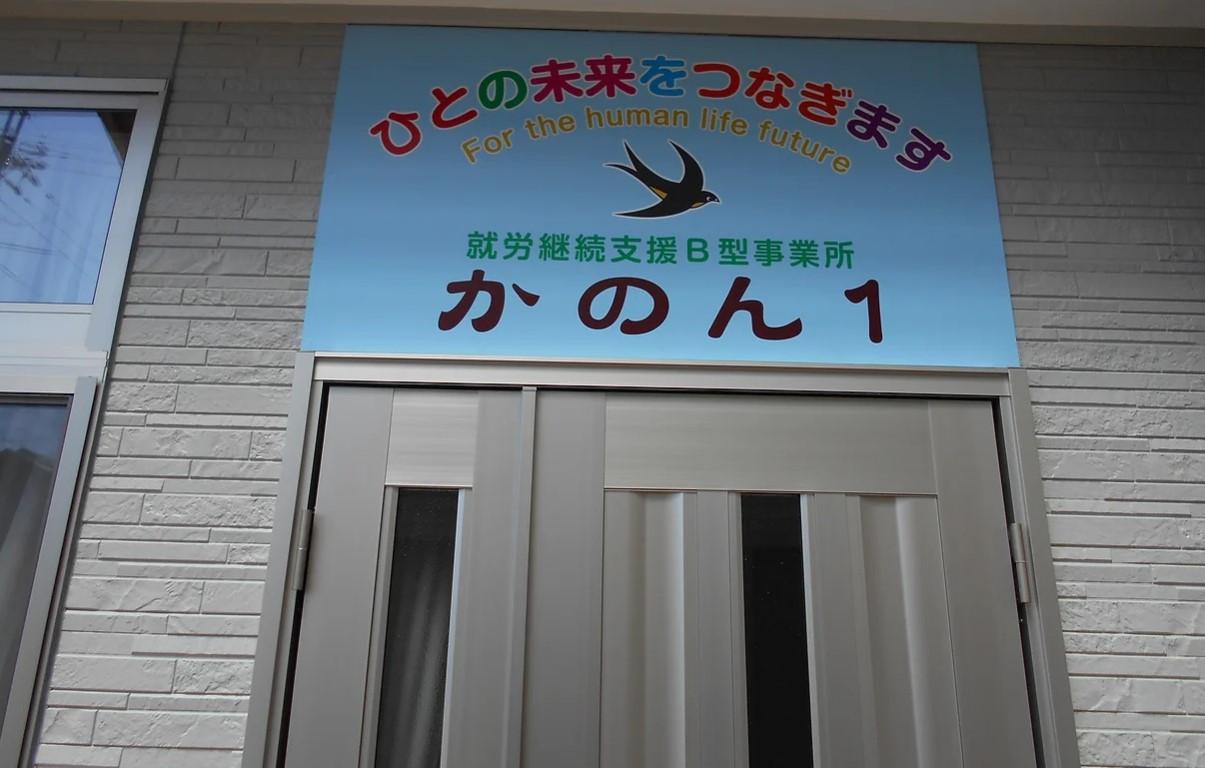 ひとの未来をつなぎます
For the human life future
就労継続支援B型事業所
かのん1